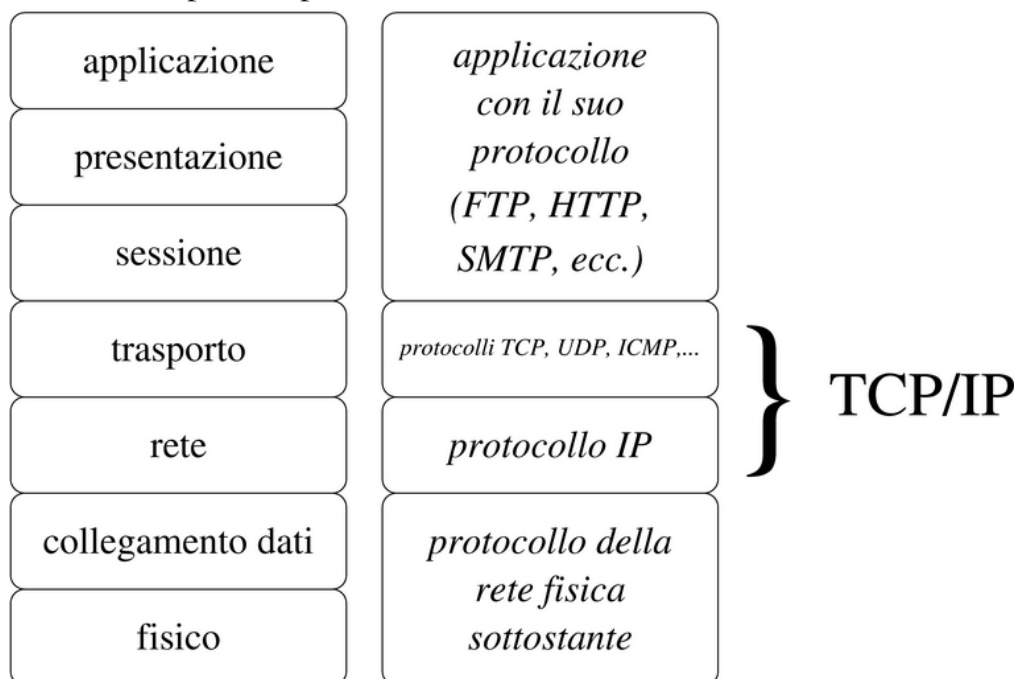 applicazione
presentazione
sessione
trasporto
rete
collegamento dati
fisico
applicazione
con il suo
protocollo
(FTP, HTTP,
SMTP, ecc.)
protocolli TCP, UDP, ICMP,...
protocollo IP
protocollo della
rete fisica
sottostante
TCP/IP